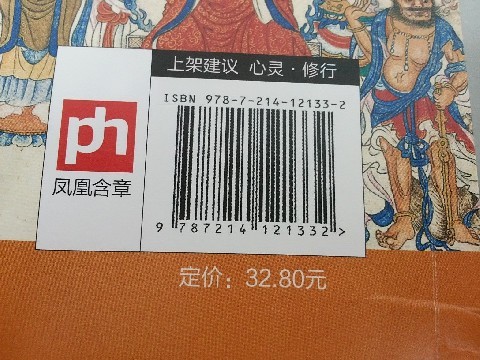 上架建议 心灵·修行
ISBN 978-7-214-12133-2
ph
凤凰含章
9 787214 121332 >
定价：32.80元